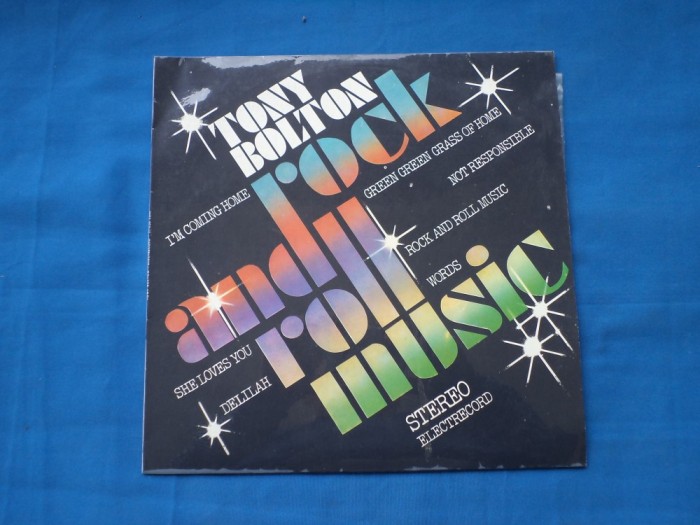 TONY
BOLTON
rock
and
roll
music
I'M COMING HOME
GREEN GREEN GRASS OF HOME
NOT RESPONSIBLE
ROCK AND ROLL MUSIC
WORDS
SHE LOVES YOU
DELILAH
STEREO
ELECTRECORD